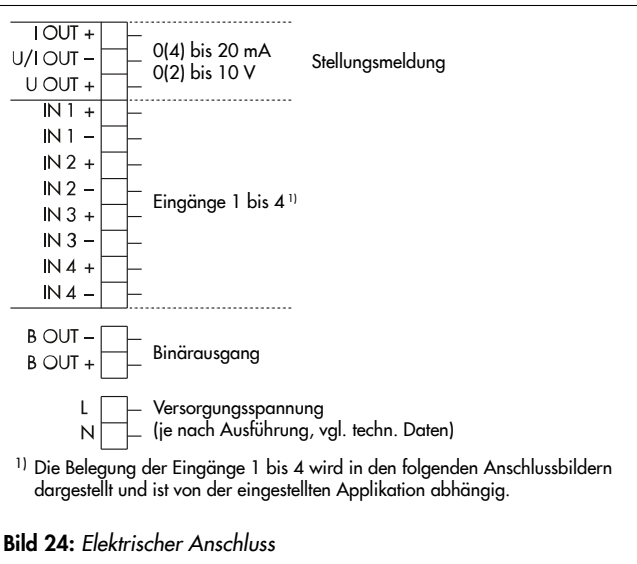 I OUT +
U/I OUT –
U OUT +
0(4) bis 20 mA
0(2) bis 10 V
Stellungsmeldung
IN 1 +
IN 1 –
IN 2 +
IN 2 –
IN 3 +
IN 3 –
IN 4 +
IN 4 –
Eingänge 1 bis 4 1)
B OUT –
B OUT +
Binärausgang
L
N
Versorgungsspannung
(je nach Ausführung, vgl. techn. Daten)
1) Die Belegung der Eingänge 1 bis 4 wird in den folgenden Anschlussbildern
dargestellt und ist von der eingestellten Applikation abhängig.
Bild 24: Elektrischer Anschluss